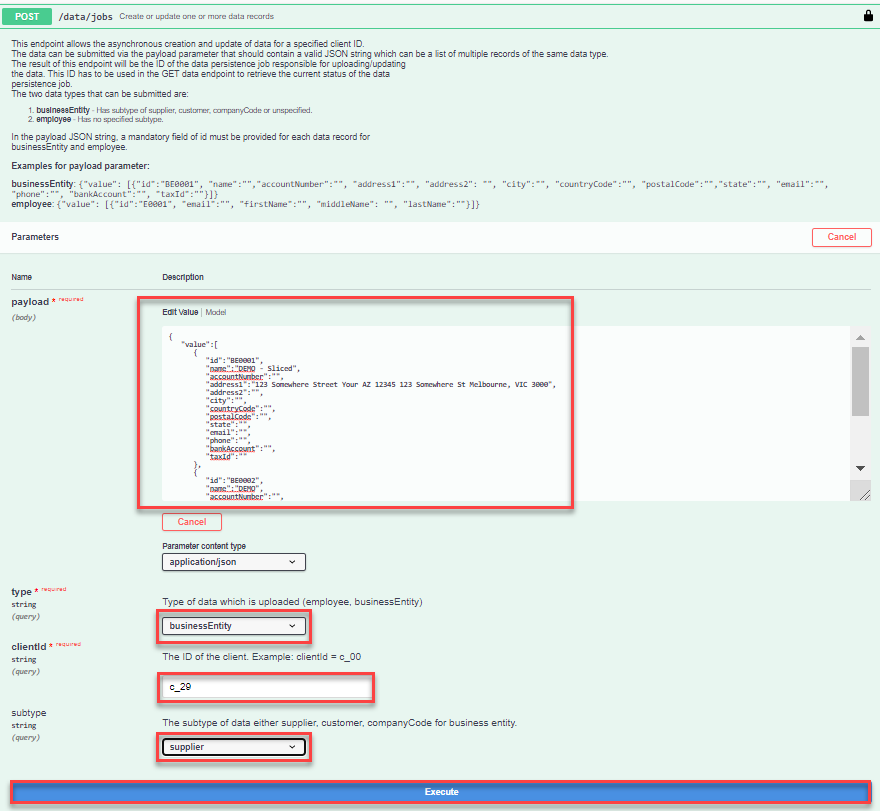 POST /data/jobs Create or update one or more data records
This endpoint allows the asynchronous creation and update of data for a specified client ID.
The data can be submitted via the payload parameter that should contain a valid JSON string which can be a list of multiple records of the same data type.
The result of this endpoint will be the ID of the data persistence job responsible for uploading/updating
the data. This ID has to be used in the GET data endpoint to retrieve the current status of the data
persistence job.
The two data types that can be submitted are:
1. businessEntity - Has subtype of supplier, customer, companyCode or unspecified.
2. employee - Has no specified subtype.
In the payload JSON string, a mandatory field of id must be provided for each data record for
businessEntity and employee.
Examples for payload parameter:
businessEntity: {"value": [{"id":"BE0001", "name":"","accountNumber":"", "address1":"", "address2": "", "city":"", "countryCode":"", "postalCode":"","state":"", "email":"",
"phone":"", "bankAccount":"", "taxId":""}]}
employee: {"value": [{"id":"E0001", "email":"", "firstName":"", "middleName": "", "lastName":""}]}
Parameters Cancel
Name Description
payload * required
(body)
Edit Value | Model
{
"value":[
{
"id":"BE0001",
"name":"DEMO - Sliced",
"accountNumber":"",
"address1":"123 Somewhere Street Your AZ 12345 123 Somewhere St Melbourne, VIC 3000",
"address2":"",
"city":"",
"countryCode":"",
"postalCode":"",
"state":"",
"email":"",
"phone":"",
"bankAccount":"",
"taxId":""
},
{
"id":"BE0002",
"name":"DEMO",
"accountNumber":"",
Cancel
Parameter content type
application/json
type * required
string
(query)
Type of data which is uploaded (employee, businessEntity)
businessEntity
clientId * required
string
(query)
The ID of the client. Example: clientId = c_00
c_29
subtype
string
(query)
The subtype of data either supplier, customer, companyCode for business entity.
supplier
Execute